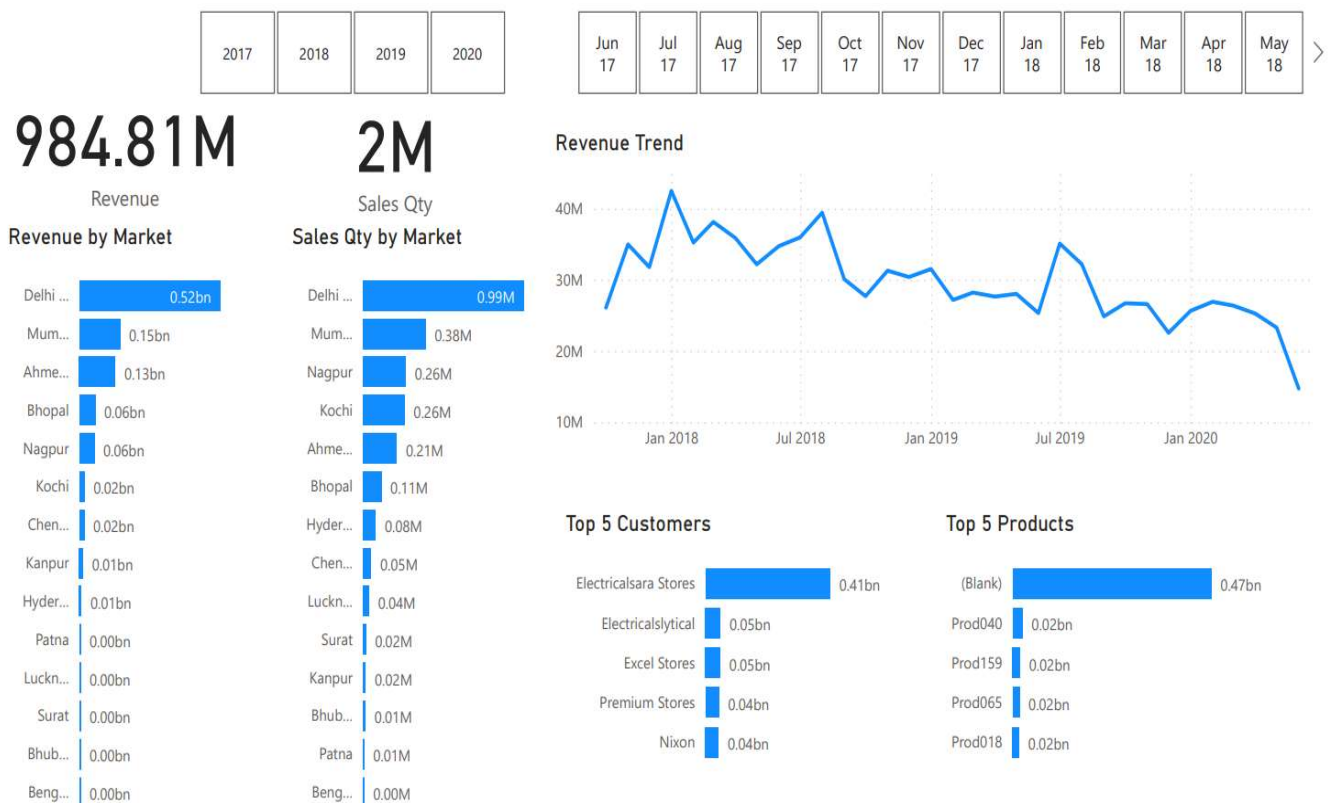 2017 2018 2019 2020
Jun 17 Jul 17 Aug 17 Sep 17 Oct 17 Nov 17 Dec 17 Jan 18 Feb 18 Mar 18 Apr 18 May 18
984.81M
Revenue
2M
Sales Qty
Revenue by Market
Delhi ... 0.52bn
Mum... 0.15bn
Ahme... 0.13bn
Bhopal 0.06bn
Nagpur 0.06bn
Kochi 0.02bn
Chen... 0.02bn
Kanpur 0.01bn
Hyder... 0.01bn
Patna 0.00bn
Luckn... 0.00bn
Surat 0.00bn
Bhub... 0.00bn
Beng... 0.00bn
Sales Qty by Market
Delhi ... 0.99M
Mum... 0.38M
Nagpur 0.26M
Kochi 0.26M
Ahme... 0.21M
Bhopal 0.11M
Hyder... 0.08M
Chen... 0.05M
Luckn... 0.04M
Surat 0.02M
Kanpur 0.02M
Bhub... 0.01M
Patna 0.01M
Beng... 0.00M
Revenue Trend
40M
30M
20M
10M
Jan 2018 Jul 2018 Jan 2019 Jul 2019 Jan 2020
Top 5 Customers
Electricalsara Stores 0.41bn
Electricalslytical 0.05bn
Excel Stores 0.05bn
Premium Stores 0.04bn
Nixon 0.04bn
Top 5 Products
(Blank) 0.47bn
Prod040 0.02bn
Prod159 0.02bn
Prod065 0.02bn
Prod018 0.02bn